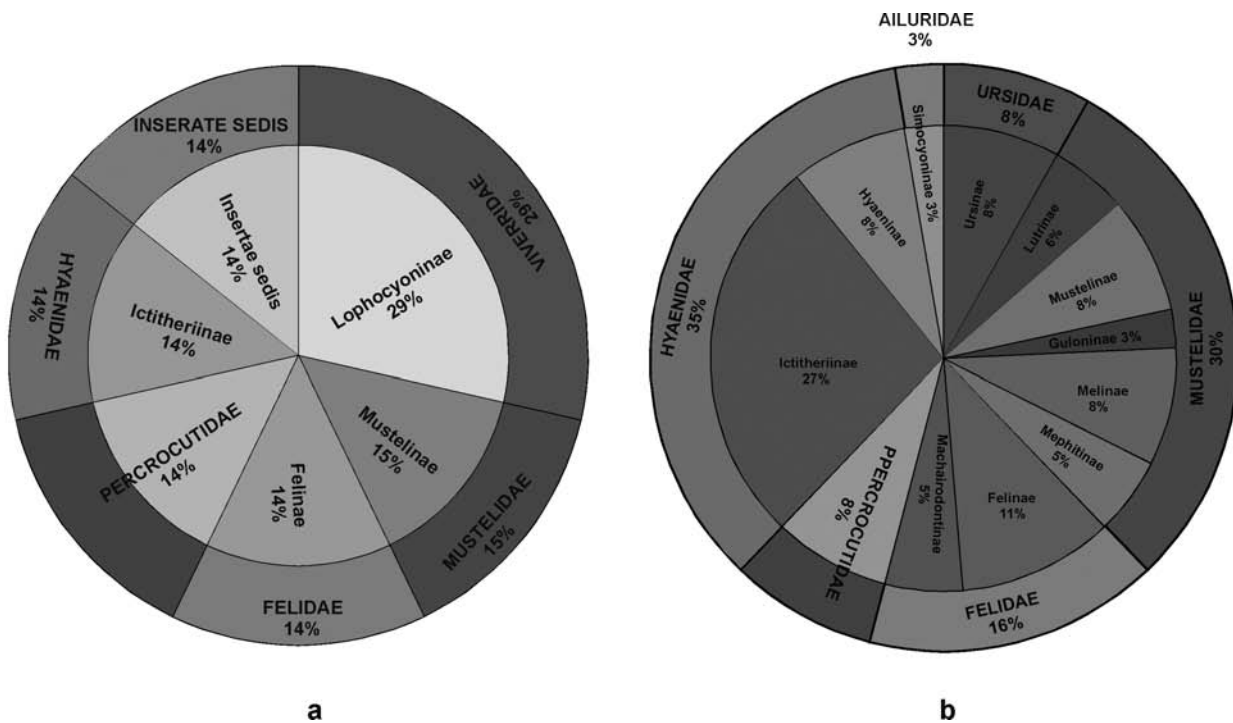 INSERATE SEDIS
14%
VIVERRIDAE
29%
Insertae sedis
14%
Lophocyoninae
29%
HYAENIDAE
14%
Ictitheriinae
14%
Mustelinae
15%
PERCROCUTIDAE
14%
Felinae
14%
MUSTELIDAE
15%
FELIDAE
14%
a
AILURIDAE
3%
URSIDAE
8%
Simocyoninae 3%
Ursinae
8%
Lutrinae
6%
Hyaeninae
8%
HYAENIDAE
35%
Mustelinae
8%
Guloninae 3%
MUSTELIDAE
30%
Ictitheriinae
27%
Melinae
8%
Mephitinae
5%
PPERCROCUTIDAE
8%
Machairodontinae
5%
Felinae
11%
FELIDAE
16%
b